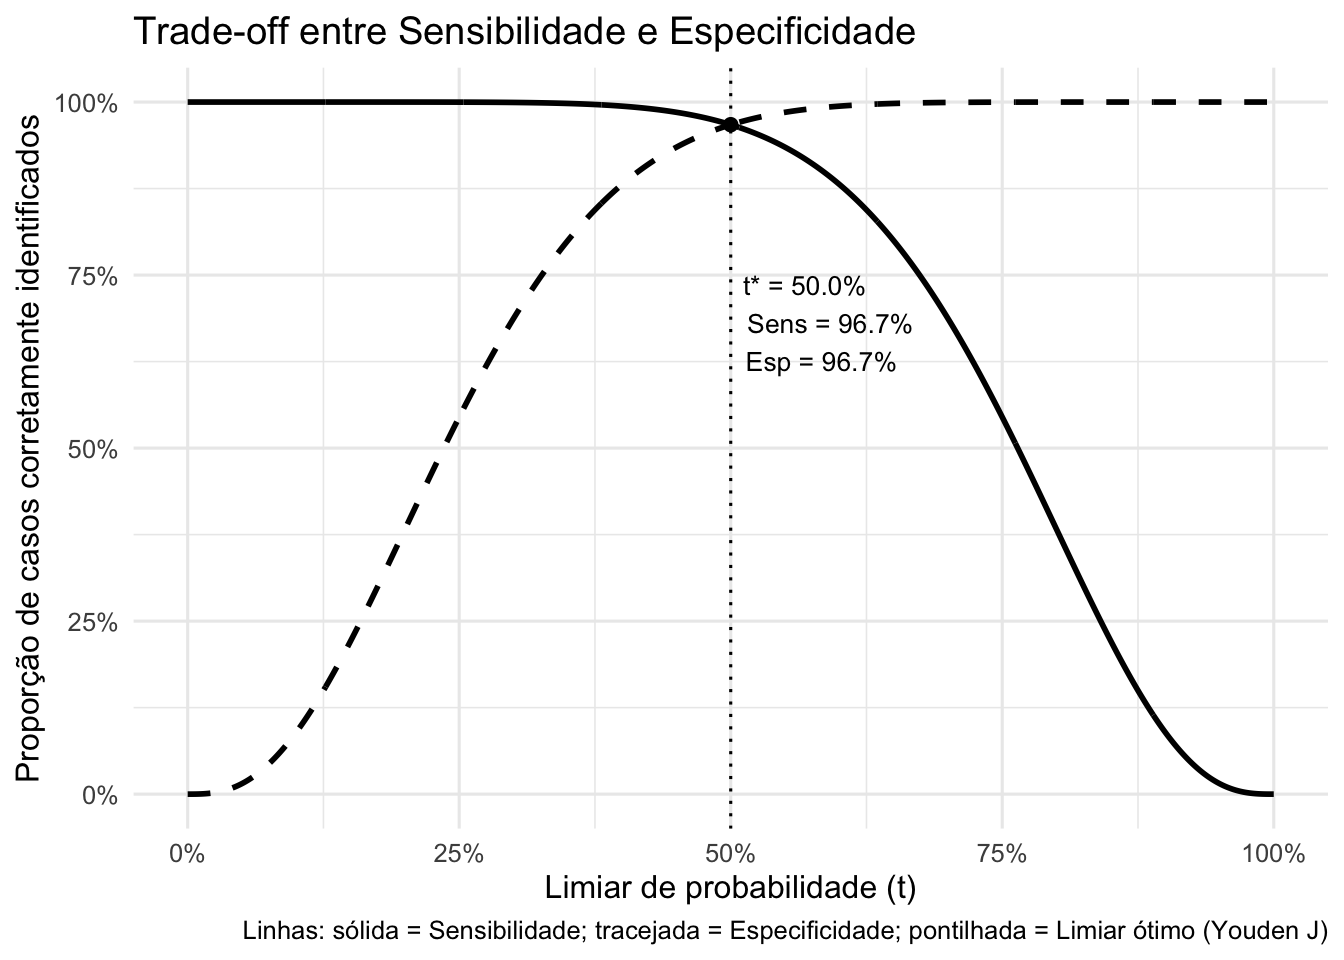 Trade-off entre Sensibilidade e Especificidade
Proporção de casos corretamente identificados
100%
75%
50%
25%
0%
t* = 50.0%
Sens = 96.7%
Esp = 96.7%
0%
25%
50%
75%
100%
Limiar de probabilidade (t)
Linhas: sólida = Sensibilidade; tracejada = Especificidade; pontilhada = Limiar ótimo (Youden J)